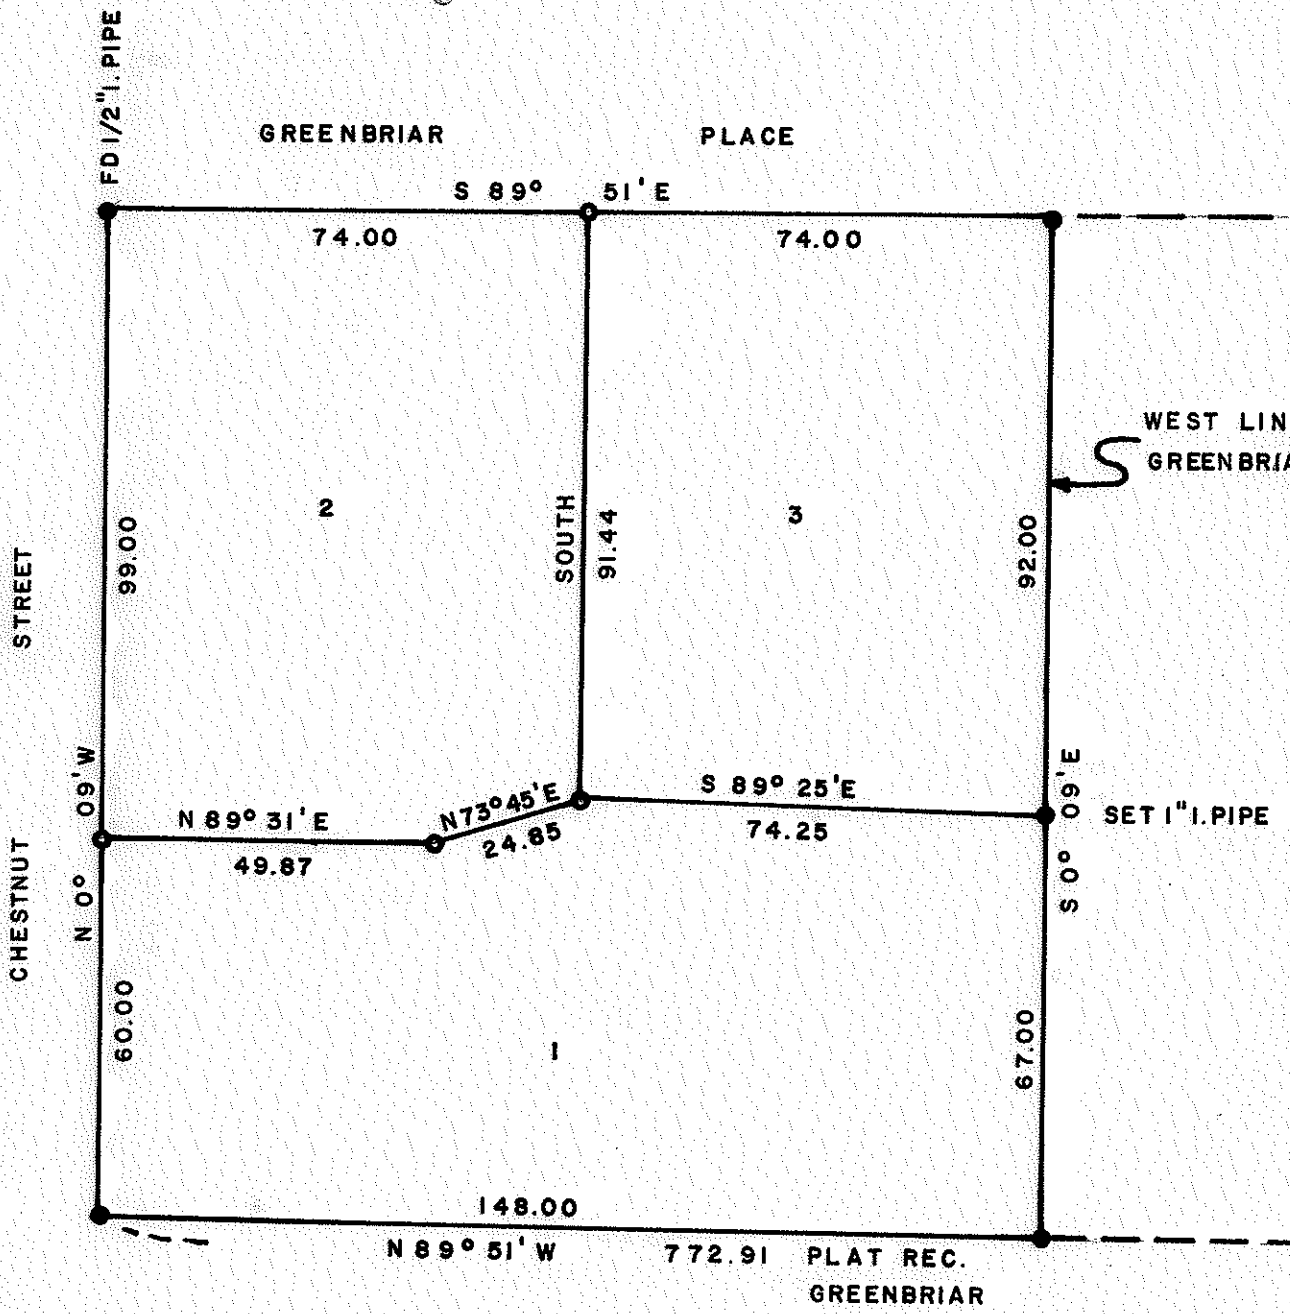 FD 1/2" I. PIPE
GREENBRIAR PLACE
S 89° 51' E
74.00 74.00
WEST LIN
GREENBRIA
2 3
99.00
SOUTH
91.44
92.00
CHESTNUT STREET
N 0° 09' W
N 89° 31' E
49.87
N 73° 45' E
24.85
S 89° 25' E
74.25
S 0° 09' E
SET 1" I. PIPE
60.00
1
67.00
148.00
N 89° 51' W 772.91 PLAT REC.
GREENBRIAR